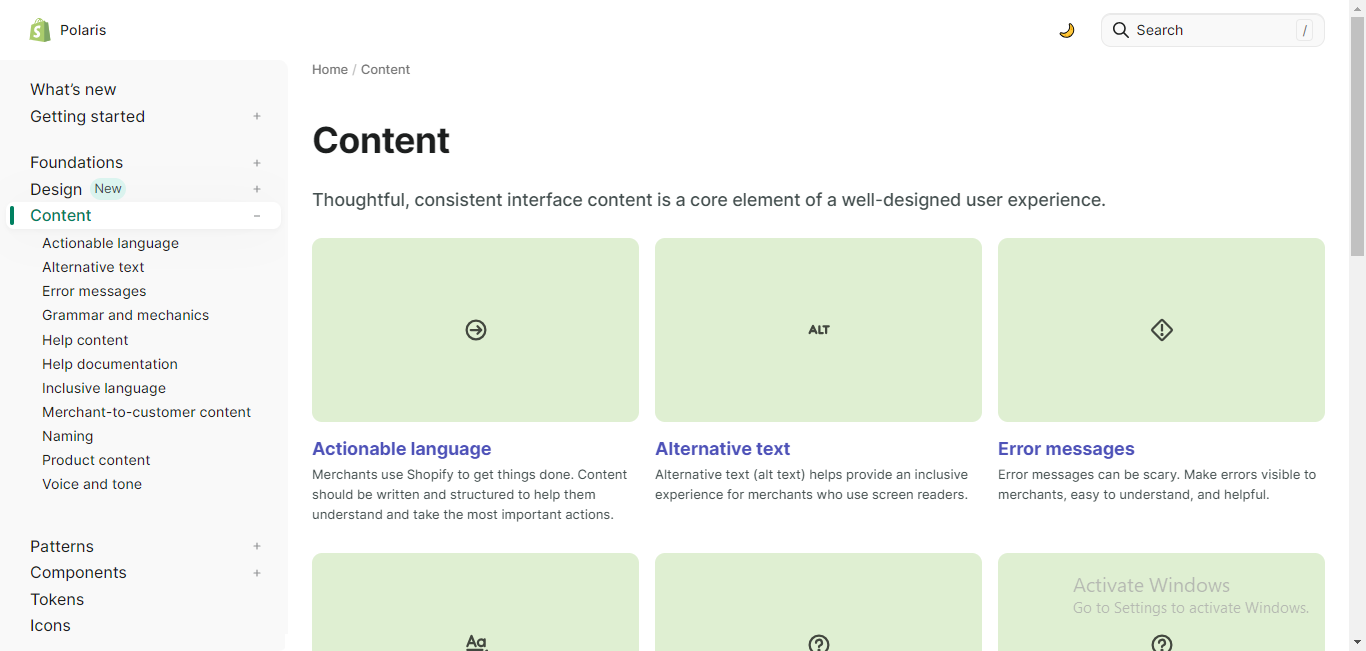 Polaris
Search
/
What’s new
Getting started
+
Foundations
+
Design
New
+
Content
−
Actionable language
Alternative text
Error messages
Grammar and mechanics
Help content
Help documentation
Inclusive language
Merchant-to-customer content
Naming
Product content
Voice and tone
Patterns
+
Components
+
Tokens
Icons
Home / Content
Content
Thoughtful, consistent interface content is a core element of a well-designed user experience.
Actionable language
Merchants use Shopify to get things done. Content
should be written and structured to help them
understand and take the most important actions.
ALT
Alternative text
Alternative text (alt text) helps provide an inclusive
experience for merchants who use screen readers.
Error messages
Error messages can be scary. Make errors visible to
merchants, easy to understand, and helpful.
Aa
Activate Windows
Go to Settings to activate Windows.